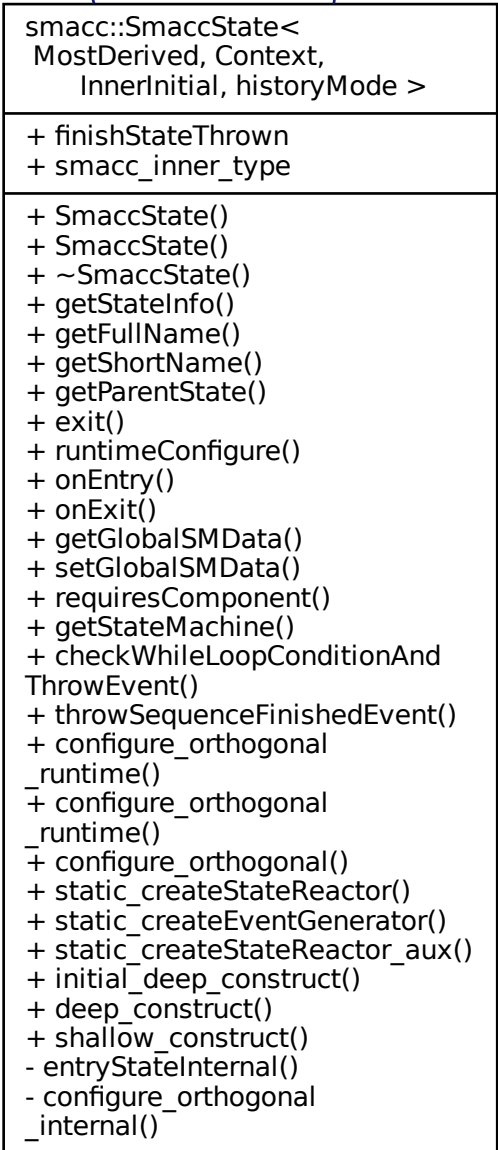 smacc::SmaccState<
MostDerived, Context,
InnerInitial, historyMode >
+ finishStateThrown
+ smacc_inner_type
+ SmaccState()
+ SmaccState()
+ ~SmaccState()
+ getStateInfo()
+ getFullName()
+ getShortName()
+ getParentState()
+ exit()
+ runtimeConfigure()
+ onEntry()
+ onExit()
+ getGlobalSMData()
+ setGlobalSMData()
+ requiresComponent()
+ getStateMachine()
+ checkWhileLoopConditionAnd
ThrowEvent()
+ throwSequenceFinishedEvent()
+ configure_orthogonal
_runtime()
+ configure_orthogonal
_runtime()
+ configure_orthogonal()
+ static_createStateReactor()
+ static_createEventGenerator()
+ static_createStateReactor_aux()
+ initial_deep_construct()
+ deep_construct()
+ shallow_construct()
- entryStateInternal()
- configure_orthogonal
_internal()